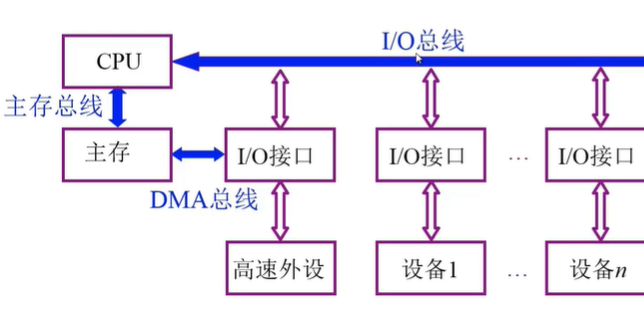 I/O总线
CPU
主存总线
主存
I/O接口
I/O接口
…
I/O接口
DMA总线
高速外设
设备1
…
设备n